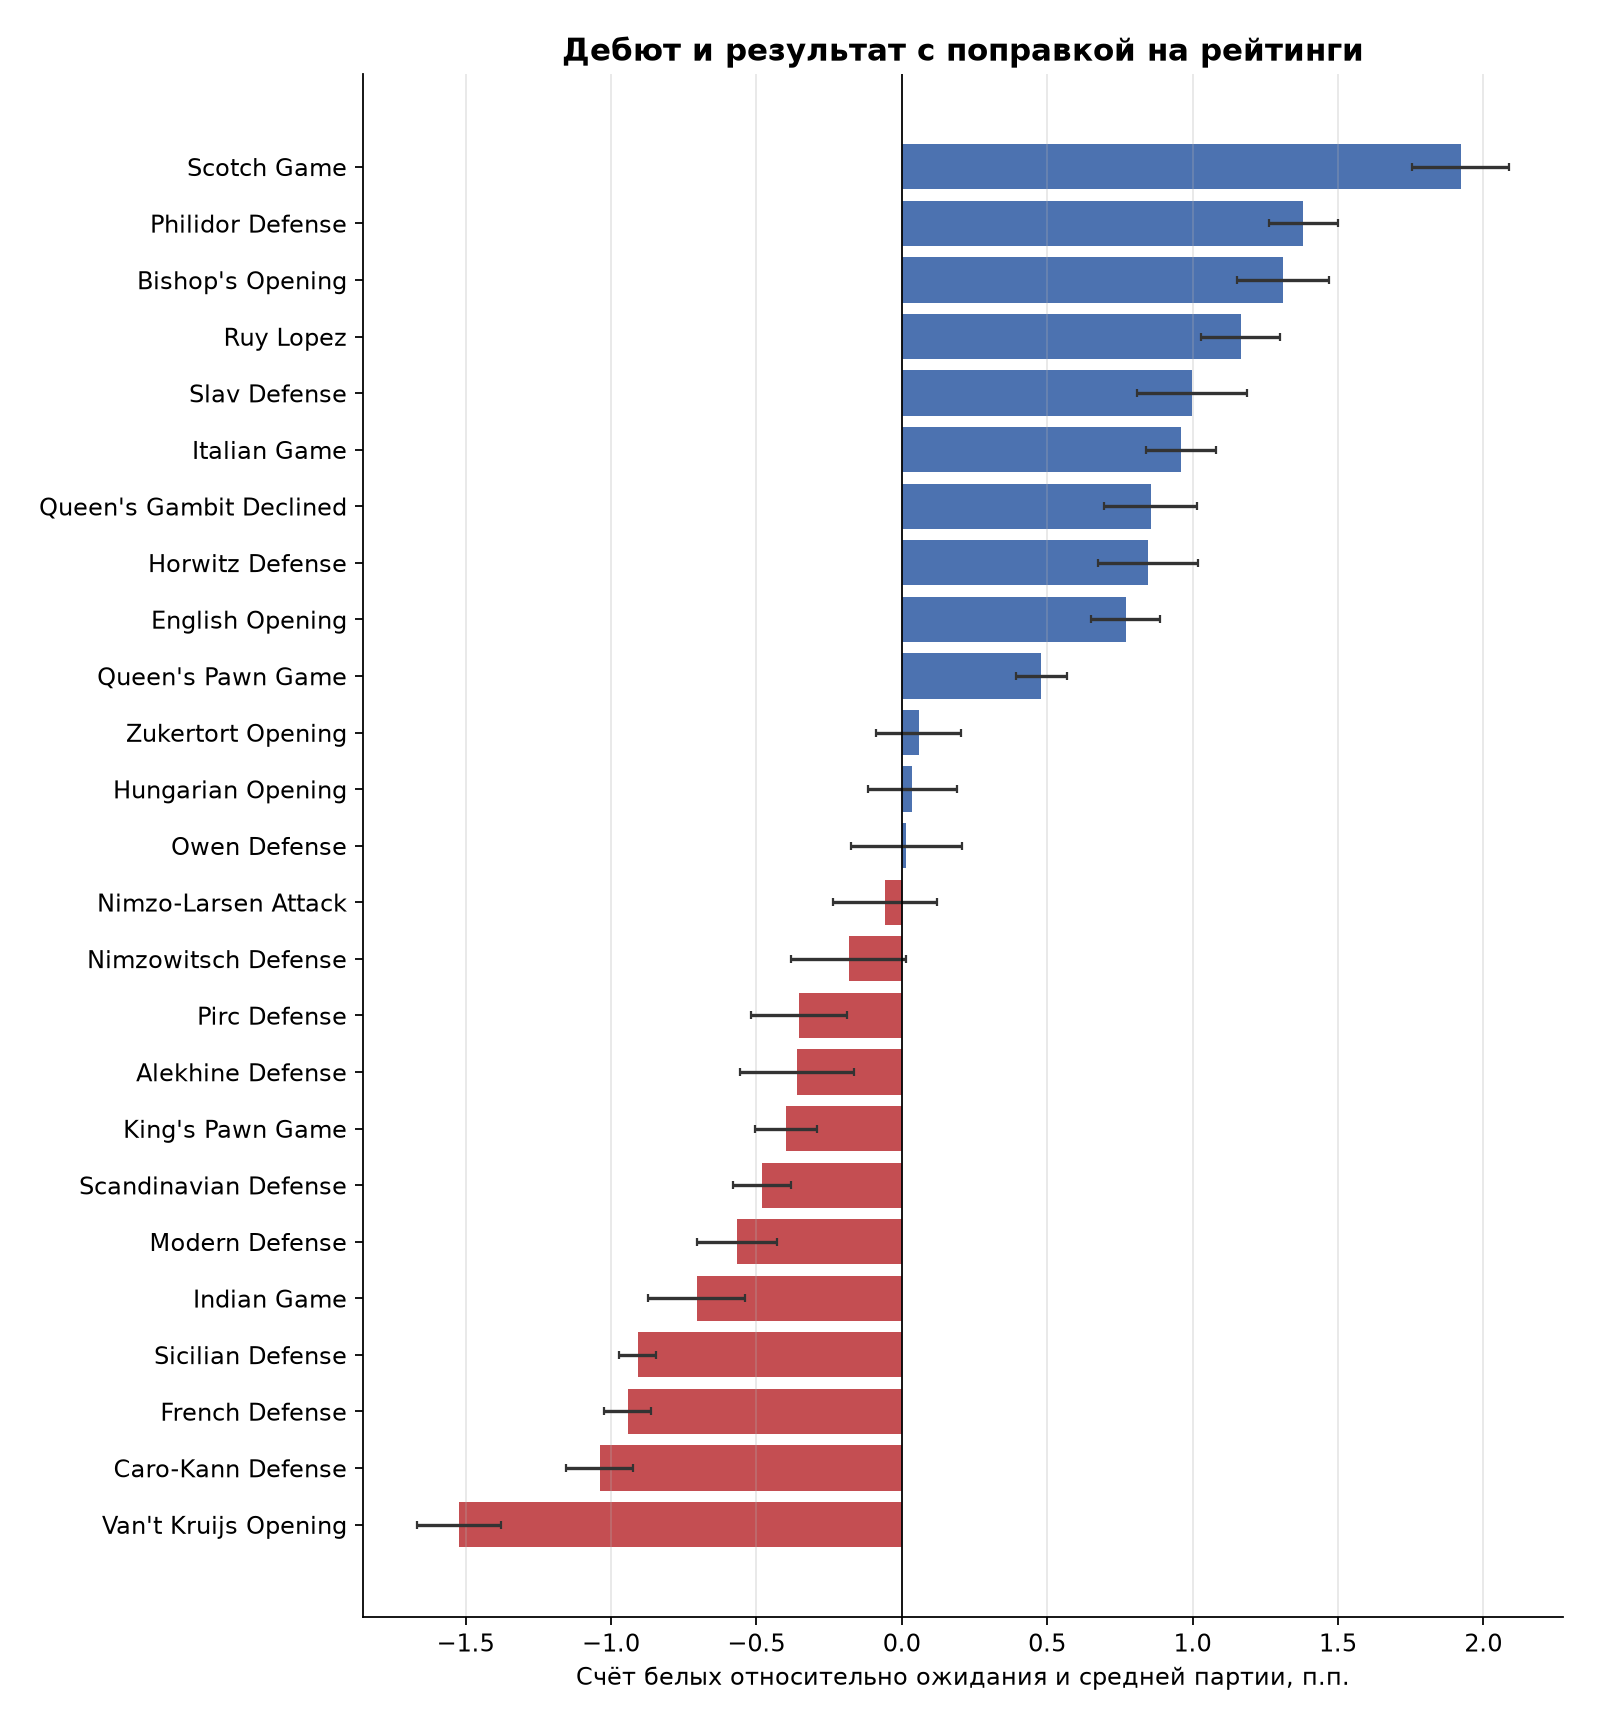 Дебют и результат с поправкой на рейтинги
Scotch Game
Philidor Defense
Bishop's Opening
Ruy Lopez
Slav Defense
Italian Game
Queen's Gambit Declined
Horwitz Defense
English Opening
Queen's Pawn Game
Zukertort Opening
Hungarian Opening
Owen Defense
Nimzo-Larsen Attack
Nimzowitsch Defense
Pirc Defense
Alekhine Defense
King's Pawn Game
Scandinavian Defense
Modern Defense
Indian Game
Sicilian Defense
French Defense
Caro-Kann Defense
Van't Kruijs Opening
−1.5 −1.0 −0.5 0.0 0.5 1.0 1.5 2.0
Счёт белых относительно ожидания и средней партии, п.п.